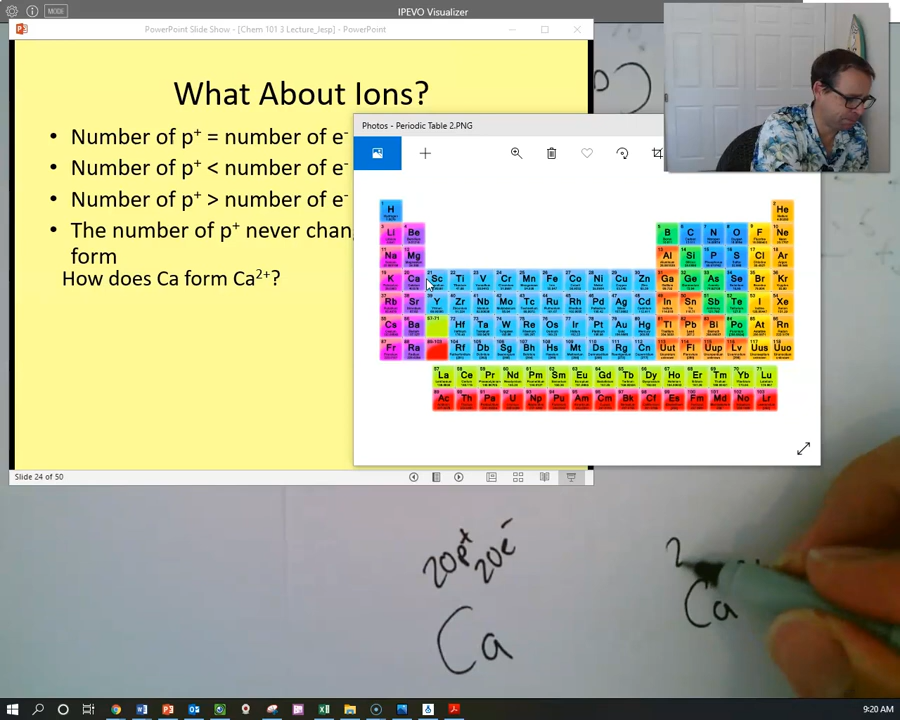 IPEVO Visualizer
MODE
PowerPoint Slide Show - [Chem 101 3 Lecture_Jesp] - PowerPoint
What About Ions?
• Number of p⁺ = number of e⁻
• Number of p⁺ < number of e⁻
• Number of p⁺ > number of e⁻
• The number of p⁺ never chan
form
How does Ca form Ca²⁺?
Slide 24 of 50
Photos - Periodic Table 2.PNG
H He
Li Be B C N O F Ne
Na Mg Al Si P S Cl Ar
K Ca Sc Ti V Cr Mn Fe Co Ni Cu Zn Ga Ge As Se Br Kr
Rb Sr Y Zr Nb Mo Tc Ru Rh Pd Ag Cd In Sn Sb Te I Xe
Cs Ba 57-71 Hf Ta W Re Os Ir Pt Au Hg Tl Pb Bi Po At Rn
Fr Ra 89-103 Rf Db Sg Bh Hs Mt Ds Rg Cn Uut Fl Uup Lv Uus Uuo
La Ce Pr Nd Pm Sm Eu Gd Tb Dy Ho Er Tm Yb Lu
Ac Th Pa U Np Pu Am Cm Bk Cf Es Fm Md No Lr
20p⁺ 20e⁻
Ca
2
Ca
9:20 AM